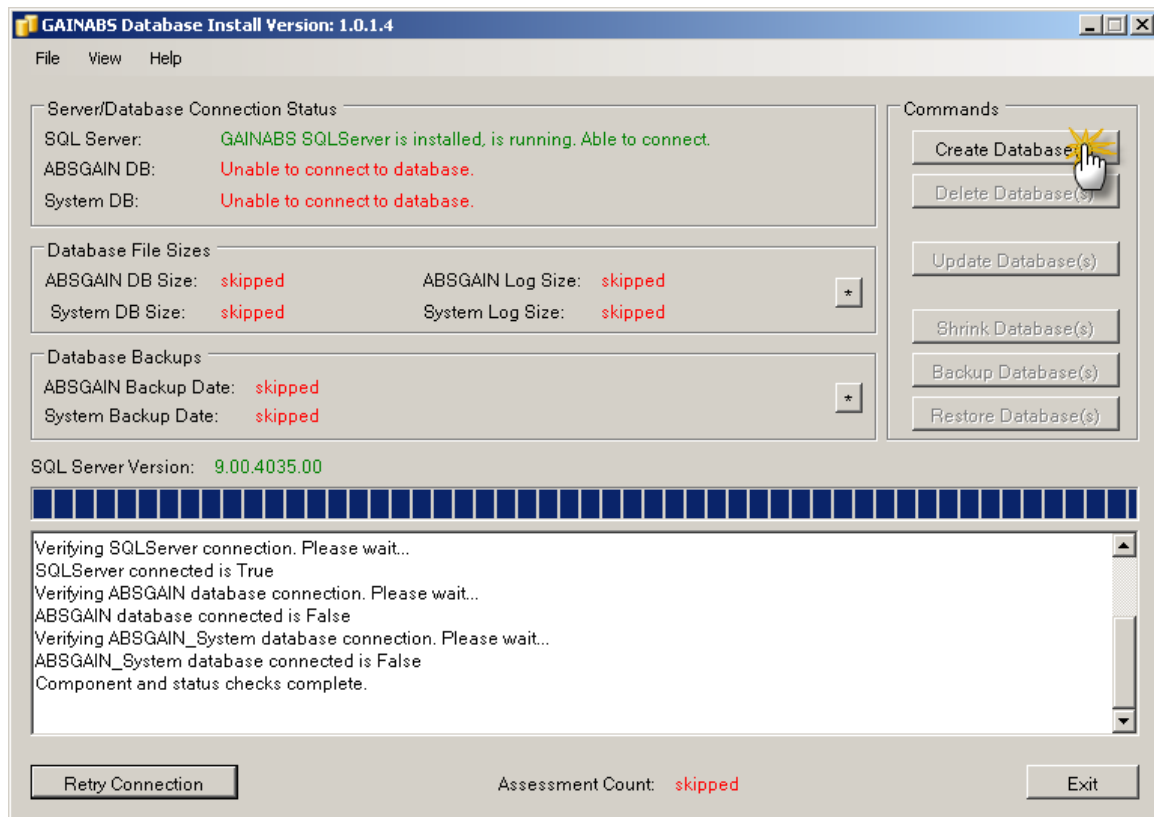 GAINABS Database Install Version: 1.0.1.4
File View Help
Server/Database Connection Status
SQL Server: GAINABS SQLServer is installed, is running. Able to connect.
ABSGAIN DB: Unable to connect to database.
System DB: Unable to connect to database.
Database File Sizes
ABSGAIN DB Size: skipped ABSGAIN Log Size: skipped
System DB Size: skipped System Log Size: skipped
*
Database Backups
ABSGAIN Backup Date: skipped
System Backup Date: skipped
*
Commands
Create Database
Delete Database(s)
Update Database(s)
Shrink Database(s)
Backup Database(s)
Restore Database(s)
SQL Server Version: 9.00.4035.00
Verifying SQLServer connection. Please wait...
SQLServer connected is True
Verifying ABSGAIN database connection. Please wait...
ABSGAIN database connected is False
Verifying ABSGAIN_System database connection. Please wait...
ABSGAIN_System database connected is False
Component and status checks complete.
Retry Connection
Assessment Count: skipped
Exit